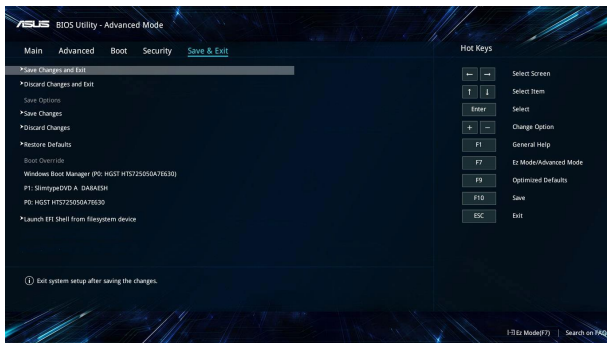 ASUS BIOS Utility - Advanced Mode
Main Advanced Boot Security Save & Exit
Save Changes and Exit
Discard Changes and Exit
Save Options
Save Changes
Discard Changes
Restore Defaults
Boot Override
Windows Boot Manager (P0: HGST HTS725050A7E630)
P1: SlimtypeDVD A DA8AESH
P0: HGST HTS725050A7E630
Launch EFI Shell from filesystem device
Exit system setup after saving the changes.
Hot Keys
← → Select Screen
↑ ↓ Select Item
Enter Select
+ − Change Option
F1 General Help
F7 Ez Mode/Advanced Mode
F9 Optimized Defaults
F10 Save
ESC Exit
Ez Mode(F7) | Search on FAQ